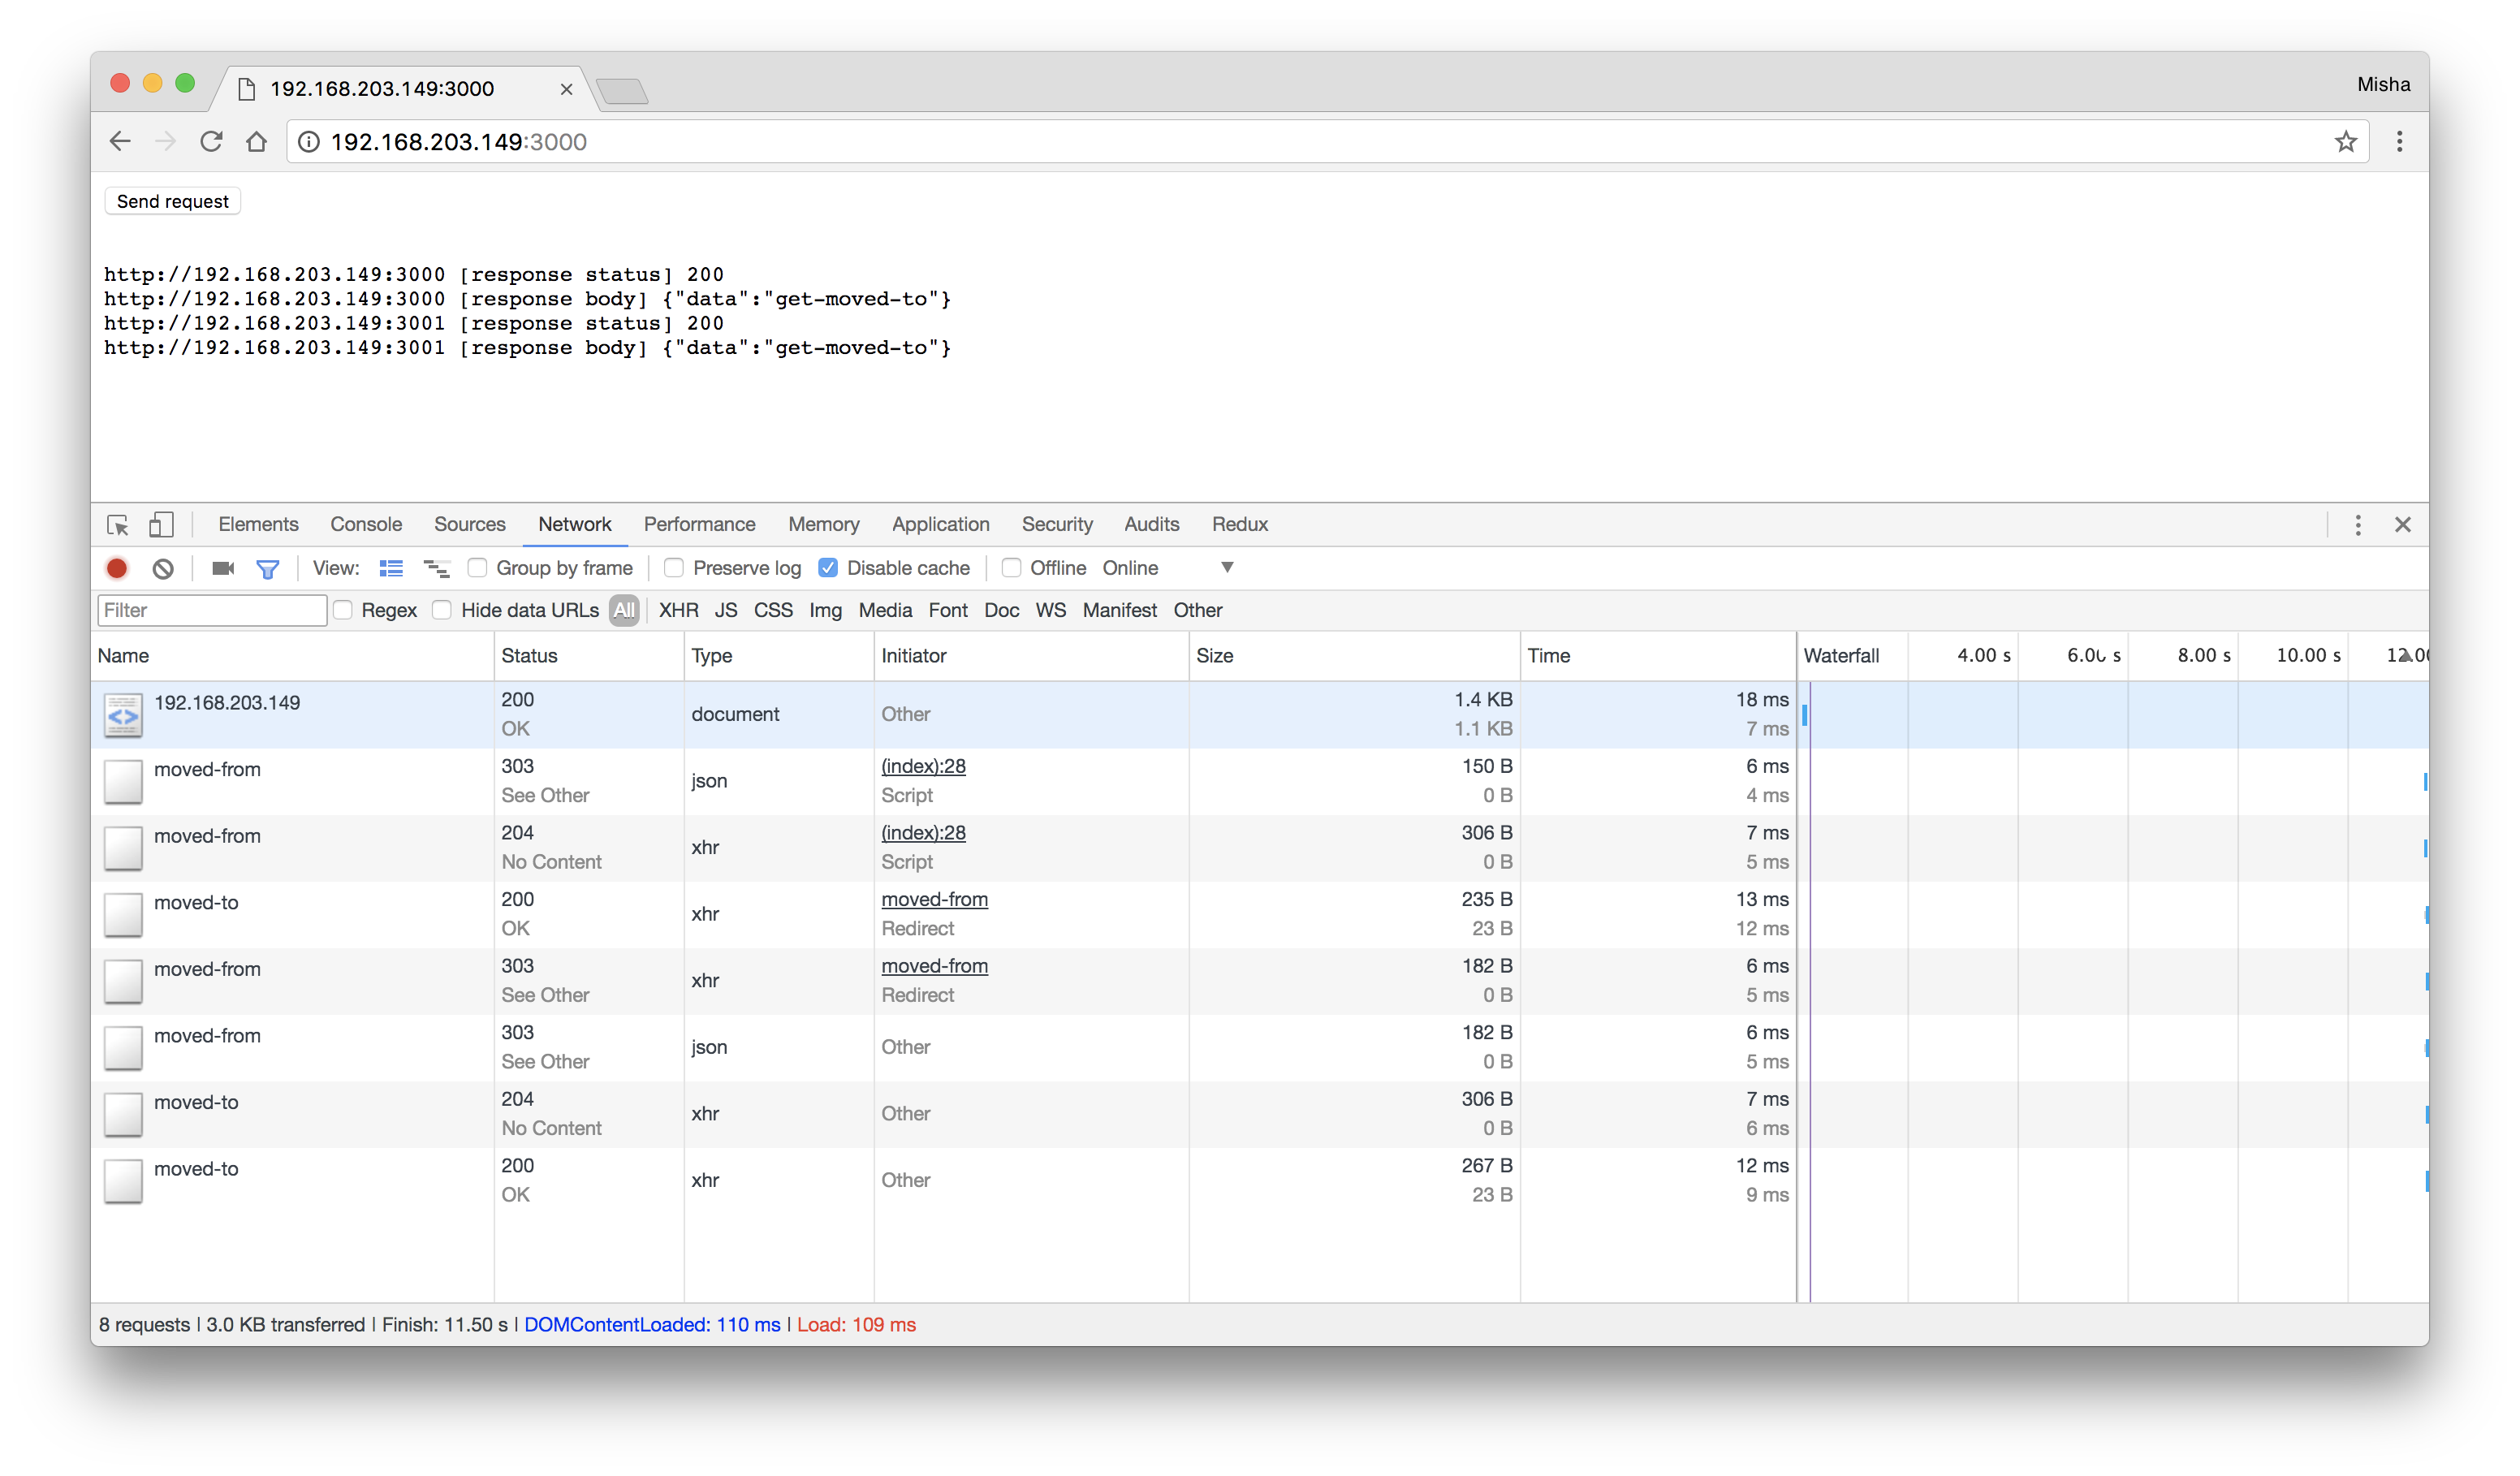 192.168.203.149:3000
Misha
192.168.203.149:3000
Send request
http://192.168.203.149:3000 [response status] 200
http://192.168.203.149:3000 [response body] {"data":"get-moved-to"}
http://192.168.203.149:3001 [response status] 200
http://192.168.203.149:3001 [response body] {"data":"get-moved-to"}
Elements Console Sources Network Performance Memory Application Security Audits Redux
View: Group by frame Preserve log Disable cache Offline Online
Filter Regex Hide data URLs All XHR JS CSS Img Media Font Doc WS Manifest Other
Name Status Type Initiator Size Time Waterfall 4.00 s 6.00 s 8.00 s 10.00 s
192.168.203.149 200 document Other 1.4 KB 18 ms
OK 1.1 KB 7 ms
moved-from 303 json (index):28 150 B 6 ms
See Other Script 0 B 4 ms
moved-from 204 xhr (index):28 306 B 7 ms
No Content Script 0 B 5 ms
moved-to 200 xhr moved-from 235 B 13 ms
OK Redirect 23 B 12 ms
moved-from 303 xhr moved-from 182 B 6 ms
See Other Redirect 0 B 5 ms
moved-from 303 json Other 182 B 6 ms
See Other 0 B 5 ms
moved-to 204 xhr Other 306 B 7 ms
No Content 0 B 6 ms
moved-to 200 xhr Other 267 B 12 ms
OK 23 B 9 ms
8 requests | 3.0 KB transferred | Finish: 11.50 s | DOMContentLoaded: 110 ms | Load: 109 ms